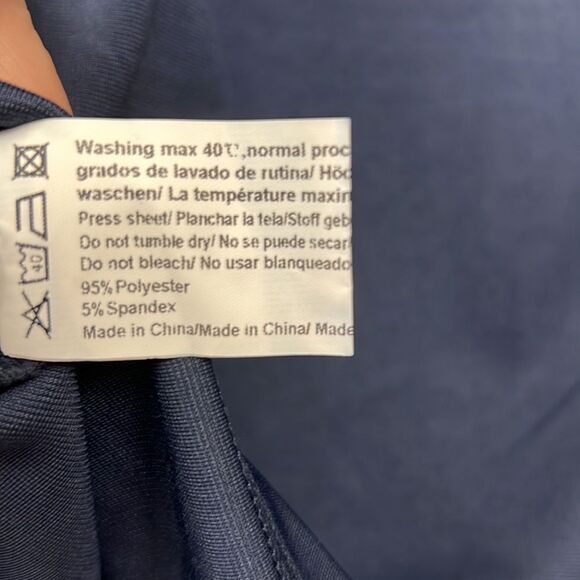 Washing max 40℃,normal proc
grados de lavado de rutina/ Höc
waschen/ La température maxin
Press sheet/ Planchar la tela/Stoff geb
Do not tumble dry/ No se puede secar
Do not bleach/ No usar blanqueado
95% Polyester
5% Spandex
Made in China/Made in China/ Made
40